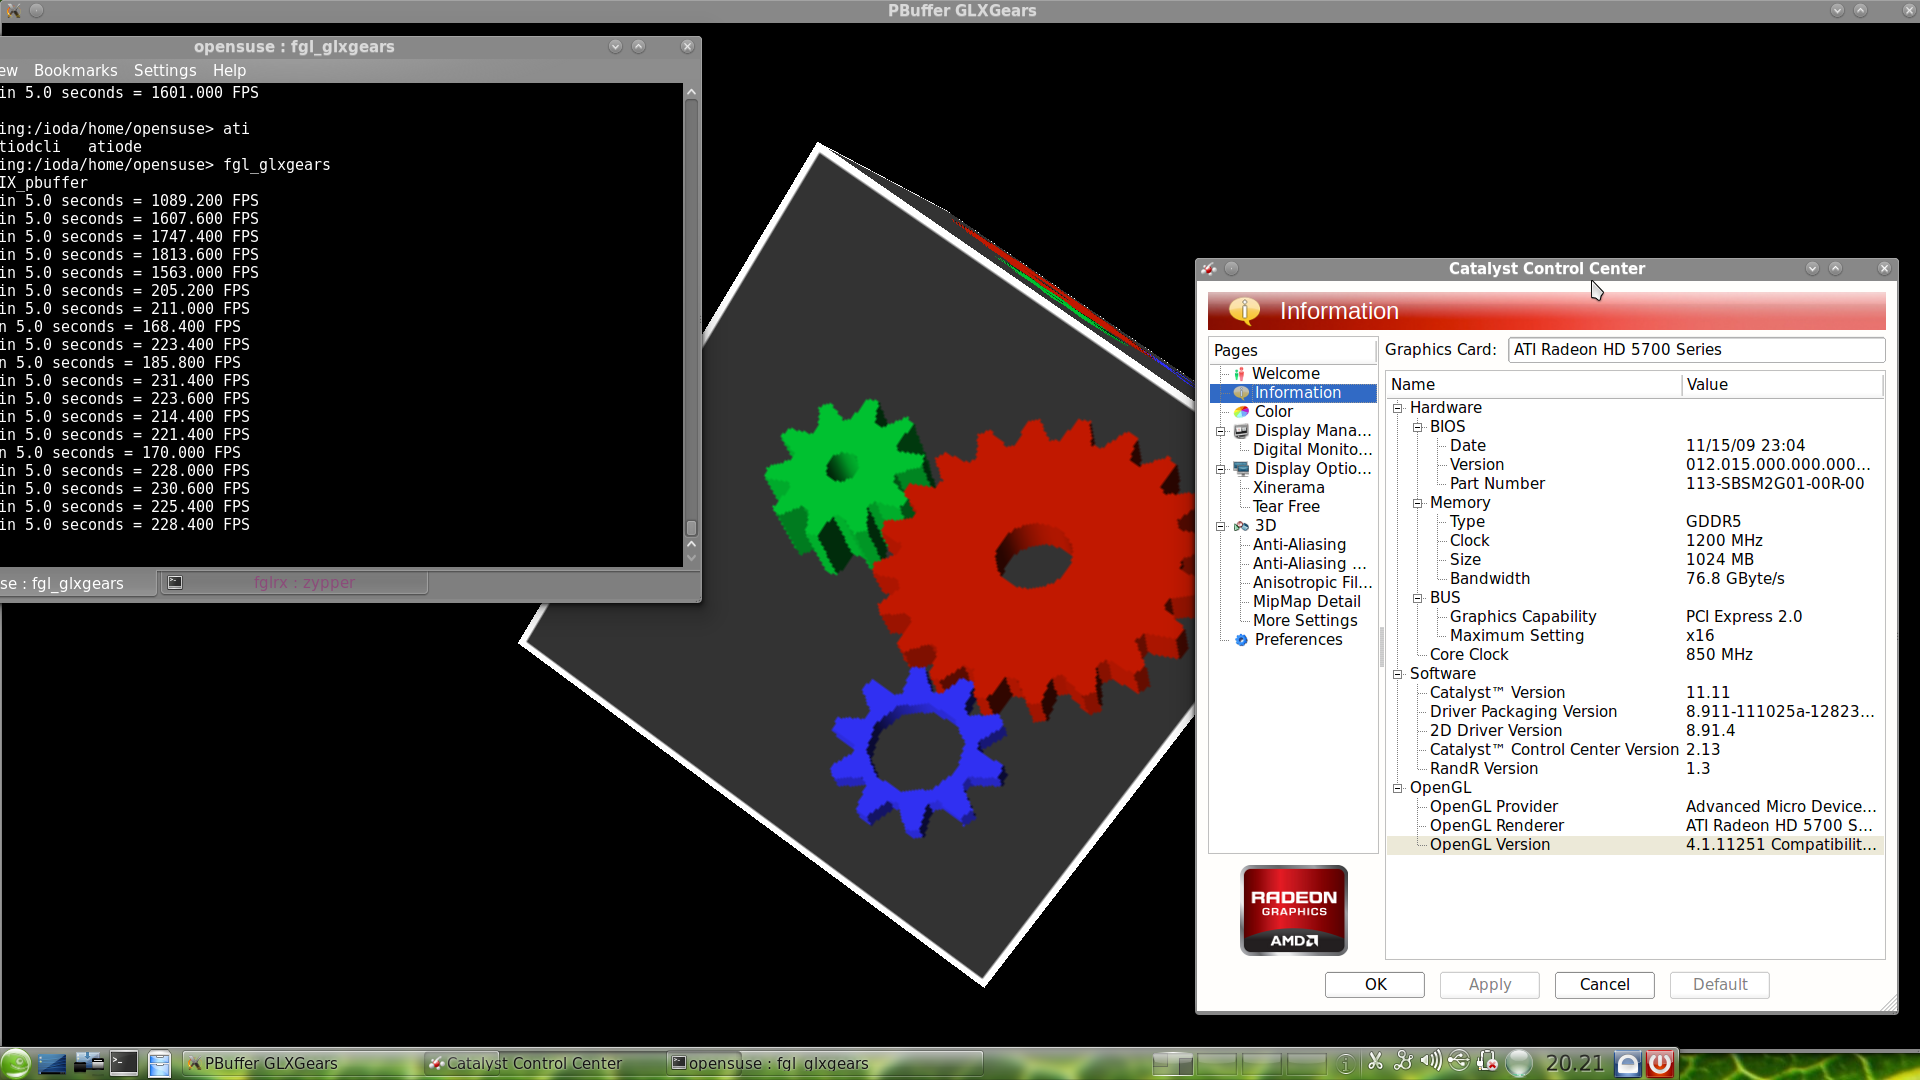 PBuffer GLXGears
opensuse : fgl_glxgears
ew Bookmarks Settings Help
in 5.0 seconds = 1601.000 FPS
ing:/ioda/home/opensuse> ati
tiodcli atiode
ing:/ioda/home/opensuse> fgl_glxgears
IX_pbuffer
in 5.0 seconds = 1089.200 FPS
in 5.0 seconds = 1607.600 FPS
in 5.0 seconds = 1747.400 FPS
in 5.0 seconds = 1813.600 FPS
in 5.0 seconds = 1563.000 FPS
in 5.0 seconds = 205.200 FPS
in 5.0 seconds = 211.000 FPS
n 5.0 seconds = 168.400 FPS
in 5.0 seconds = 223.400 FPS
n 5.0 seconds = 185.800 FPS
in 5.0 seconds = 231.400 FPS
in 5.0 seconds = 223.600 FPS
in 5.0 seconds = 214.400 FPS
in 5.0 seconds = 221.400 FPS
n 5.0 seconds = 170.000 FPS
in 5.0 seconds = 228.000 FPS
in 5.0 seconds = 230.600 FPS
in 5.0 seconds = 225.400 FPS
in 5.0 seconds = 228.400 FPS
se : fgl_glxgears
fglrx : zypper
Catalyst Control Center
Information
Pages
Welcome
Information
Color
Display Mana...
Digital Monito...
Display Optio...
Xinerama
Tear Free
3D
Anti-Aliasing
Anti-Aliasing ...
Anisotropic Fil...
MipMap Detail
More Settings
Preferences
RADEON
GRAPHICS
AMD
Graphics Card: ATI Radeon HD 5700 Series
Name Value
Hardware
BIOS
Date 11/15/09 23:04
Version 012.015.000.000.000...
Part Number 113-SBSM2G01-00R-00
Memory
Type GDDR5
Clock 1200 MHz
Size 1024 MB
Bandwidth 76.8 GByte/s
BUS
Graphics Capability PCI Express 2.0
Maximum Setting x16
Core Clock 850 MHz
Software
Catalyst™ Version 11.11
Driver Packaging Version 8.911-111025a-12823...
2D Driver Version 8.91.4
Catalyst™ Control Center Version 2.13
RandR Version 1.3
OpenGL
OpenGL Provider Advanced Micro Device...
OpenGL Renderer ATI Radeon HD 5700 S...
OpenGL Version 4.1.11251 Compatibilit...
OK Apply Cancel Default
PBuffer GLXGears Catalyst Control Center opensuse : fgl_glxgears 20.21